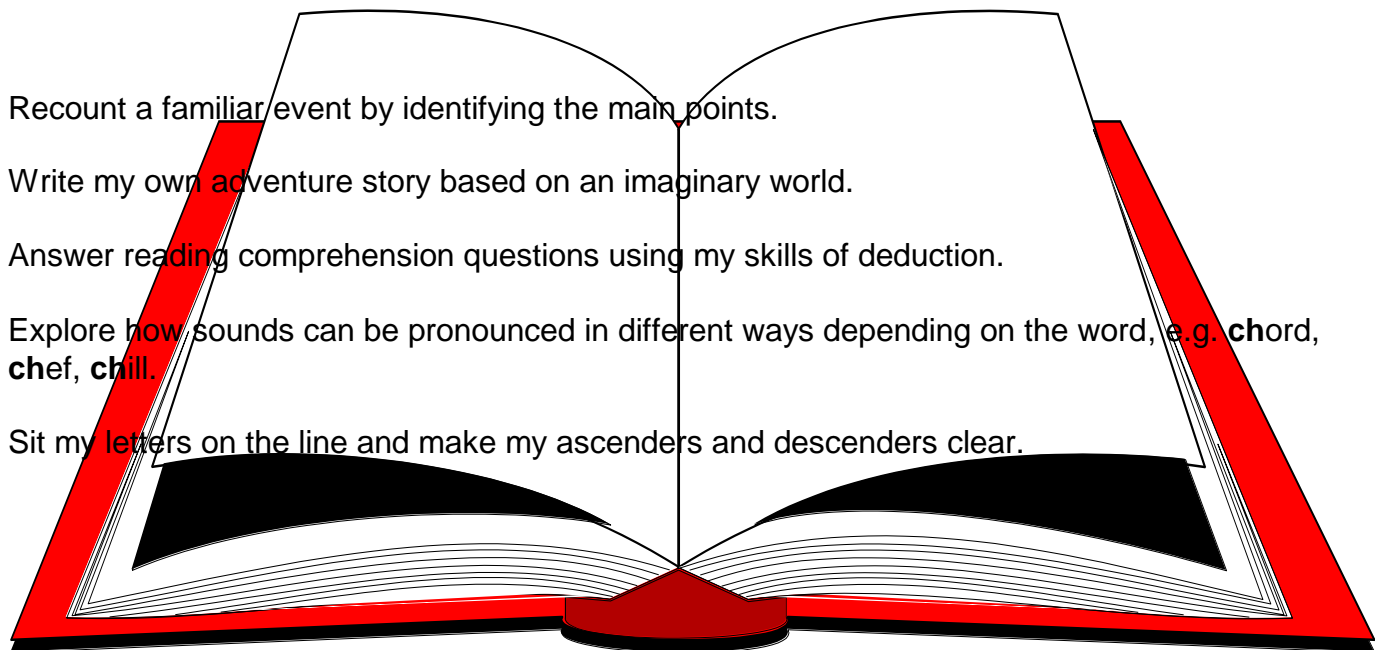 Recount a familiar event by identifying the main points.
Write my own adventure story based on an imaginary world.
Answer reading comprehension questions using my skills of deduction.
Explore how sounds can be pronounced in different ways depending on the word, e.g. chord,
chef, chill.
Sit my letters on the line and make my ascenders and descenders clear.